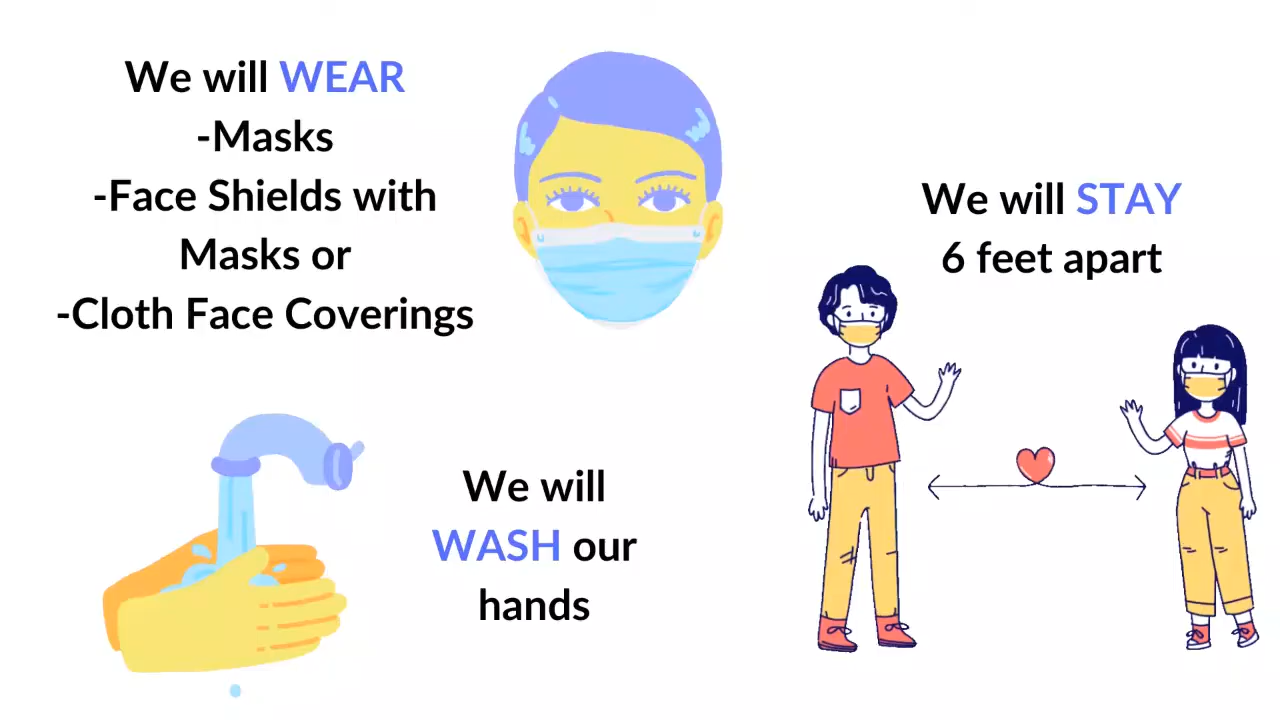 We will WEAR
-Masks
-Face Shields with
Masks or
-Cloth Face Coverings
We will STAY
6 feet apart
We will
WASH our
hands